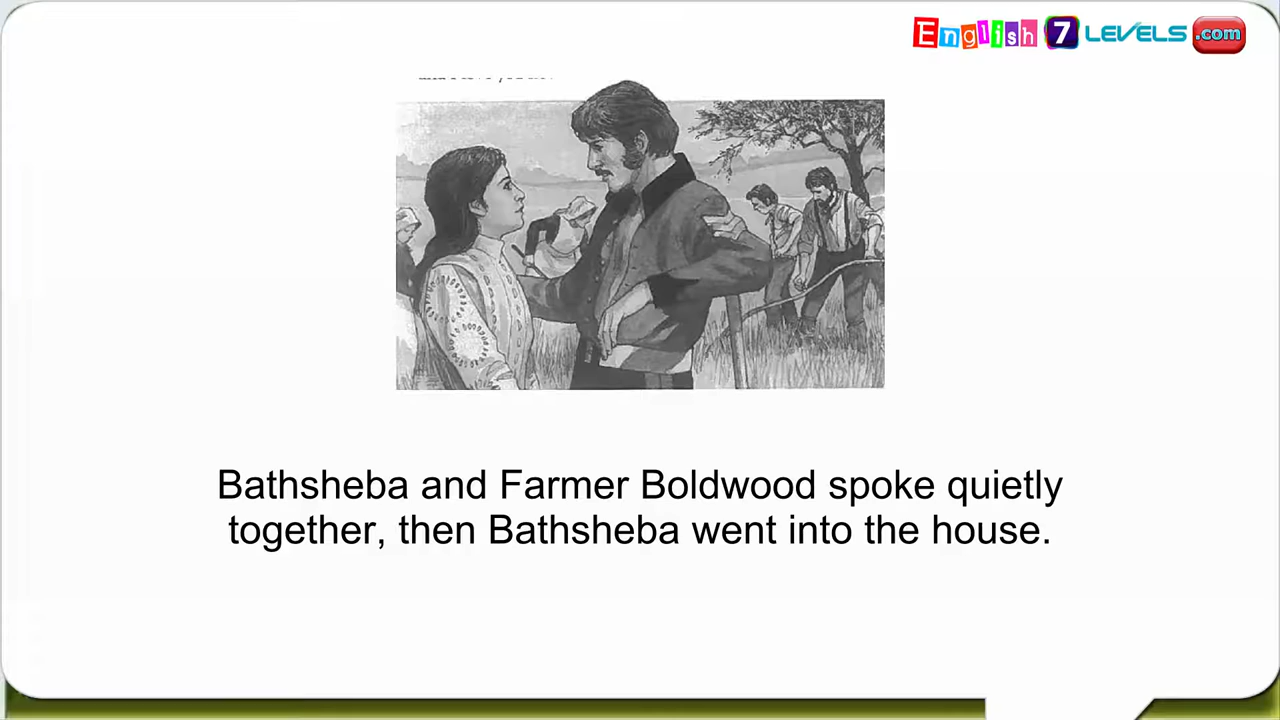 English 7 LEVELS .com
Bathsheba and Farmer Boldwood spoke quietly
together, then Bathsheba went into the house.